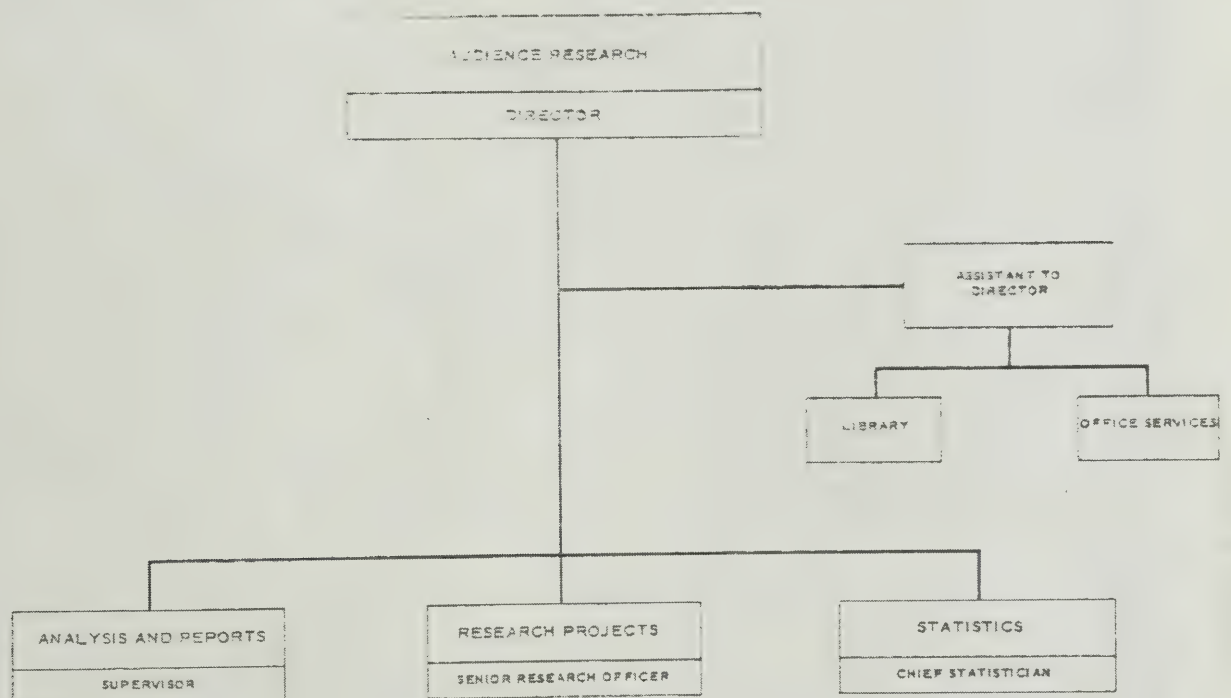 AUDIENCE RESEARCH
DIRECTOR
ASSISTANT TO
DIRECTOR
LIBRARY
OFFICE SERVICES
ANALYSIS AND REPORTS
SUPERVISOR
RESEARCH PROJECTS
SENIOR RESEARCH OFFICER
STATISTICS
CHIEF STATISTICIAN